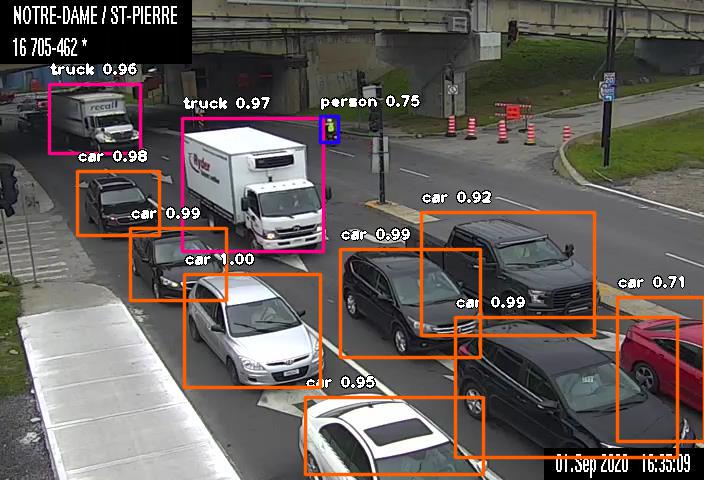 NOTRE-DAME / ST-PIERRE
16 705-462 *
truck 0.96
truck 0.97
person 0.75
recall
Ryder
car 0.98
car 0.92
car 0.99
car 0.99
car 1.00
car 0.71
car 0.99
car 0.95
01.Sep 2020 16:35:09